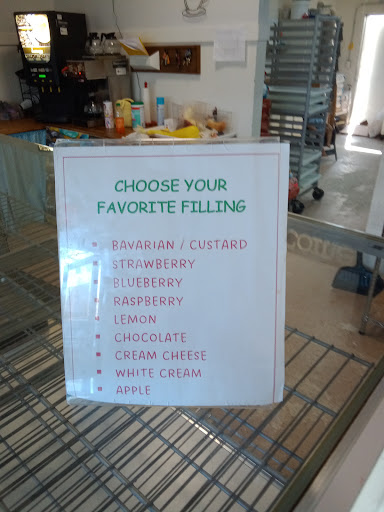 CHOOSE YOUR
FAVORITE FILLING
BAVARIAN / CUSTARD
STRAWBERRY
BLUEBERRY
RASPBERRY
LEMON
CHOCOLATE
CREAM CHEESE
WHITE CREAM
APPLE